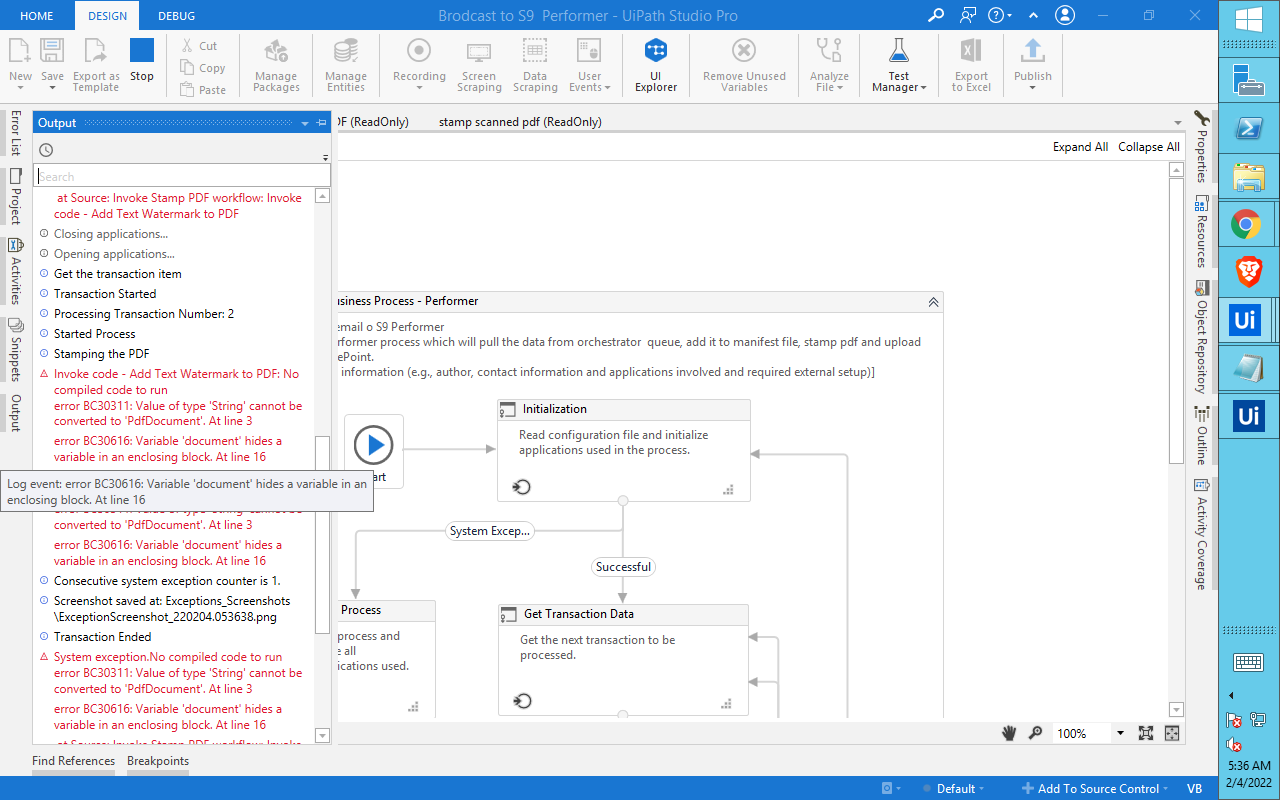 HOME
DESIGN
DEBUG
Brodcast to S9 Performer - UiPath Studio Pro
New
Save
Export as
Template
Stop
Cut
Copy
Paste
Manage
Packages
Manage
Entities
Recording
Screen
Scraping
Data
Scraping
User
Events
UI
Explorer
Remove Unused
Variables
Analyze
File
Test
Manager
Export
to Excel
Publish
Error List
Project
Activities
Snippets
Output
Output
Search
at Source: Invoke Stamp PDF workflow: Invoke
code - Add Text Watermark to PDF
Closing applications...
Opening applications...
Get the transaction item
Transaction Started
Processing Transaction Number: 2
Started Process
Stamping the PDF
Invoke code - Add Text Watermark to PDF: No
compiled code to run
error BC30311: Value of type 'String' cannot be
converted to 'PdfDocument'. At line 3
error BC30616: Variable 'document' hides a
variable in an enclosing block. At line 16
Log event: error BC30616: Variable 'document' hides a variable in an
enclosing block. At line 16
converted to 'PdfDocument'. At line 3
error BC30616: Variable 'document' hides a
variable in an enclosing block. At line 16
Consecutive system exception counter is 1.
Screenshot saved at: Exceptions_Screenshots
\ExceptionScreenshot_220204.053638.png
Transaction Ended
System exception.No compiled code to run
error BC30311: Value of type 'String' cannot be
converted to 'PdfDocument'. At line 3
error BC30616: Variable 'document' hides a
variable in an enclosing block. At line 16
at Source: Invoke Stamp PDF workflow: Invoke
Find References
Breakpoints
DF (ReadOnly)
stamp scanned pdf (ReadOnly)
Expand All
Collapse All
usiness Process - Performer
email o S9 Performer
rformer process which will pull the data from orchestrator queue, add it to manifest file, stamp pdf and upload
ePoint.
information (e.g., author, contact information and applications involved and required external setup)]
art
Initialization
Read configuration file and initialize
applications used in the process.
System Excep...
Successful
Process
process and
e all
ications used.
Get Transaction Data
Get the next transaction to be
processed.
100%
Properties
Resources
Object Repository
Outline
Activity Coverage
Default
Add To Source Control
VB
Ui
Ui
5:36 AM
2/4/2022